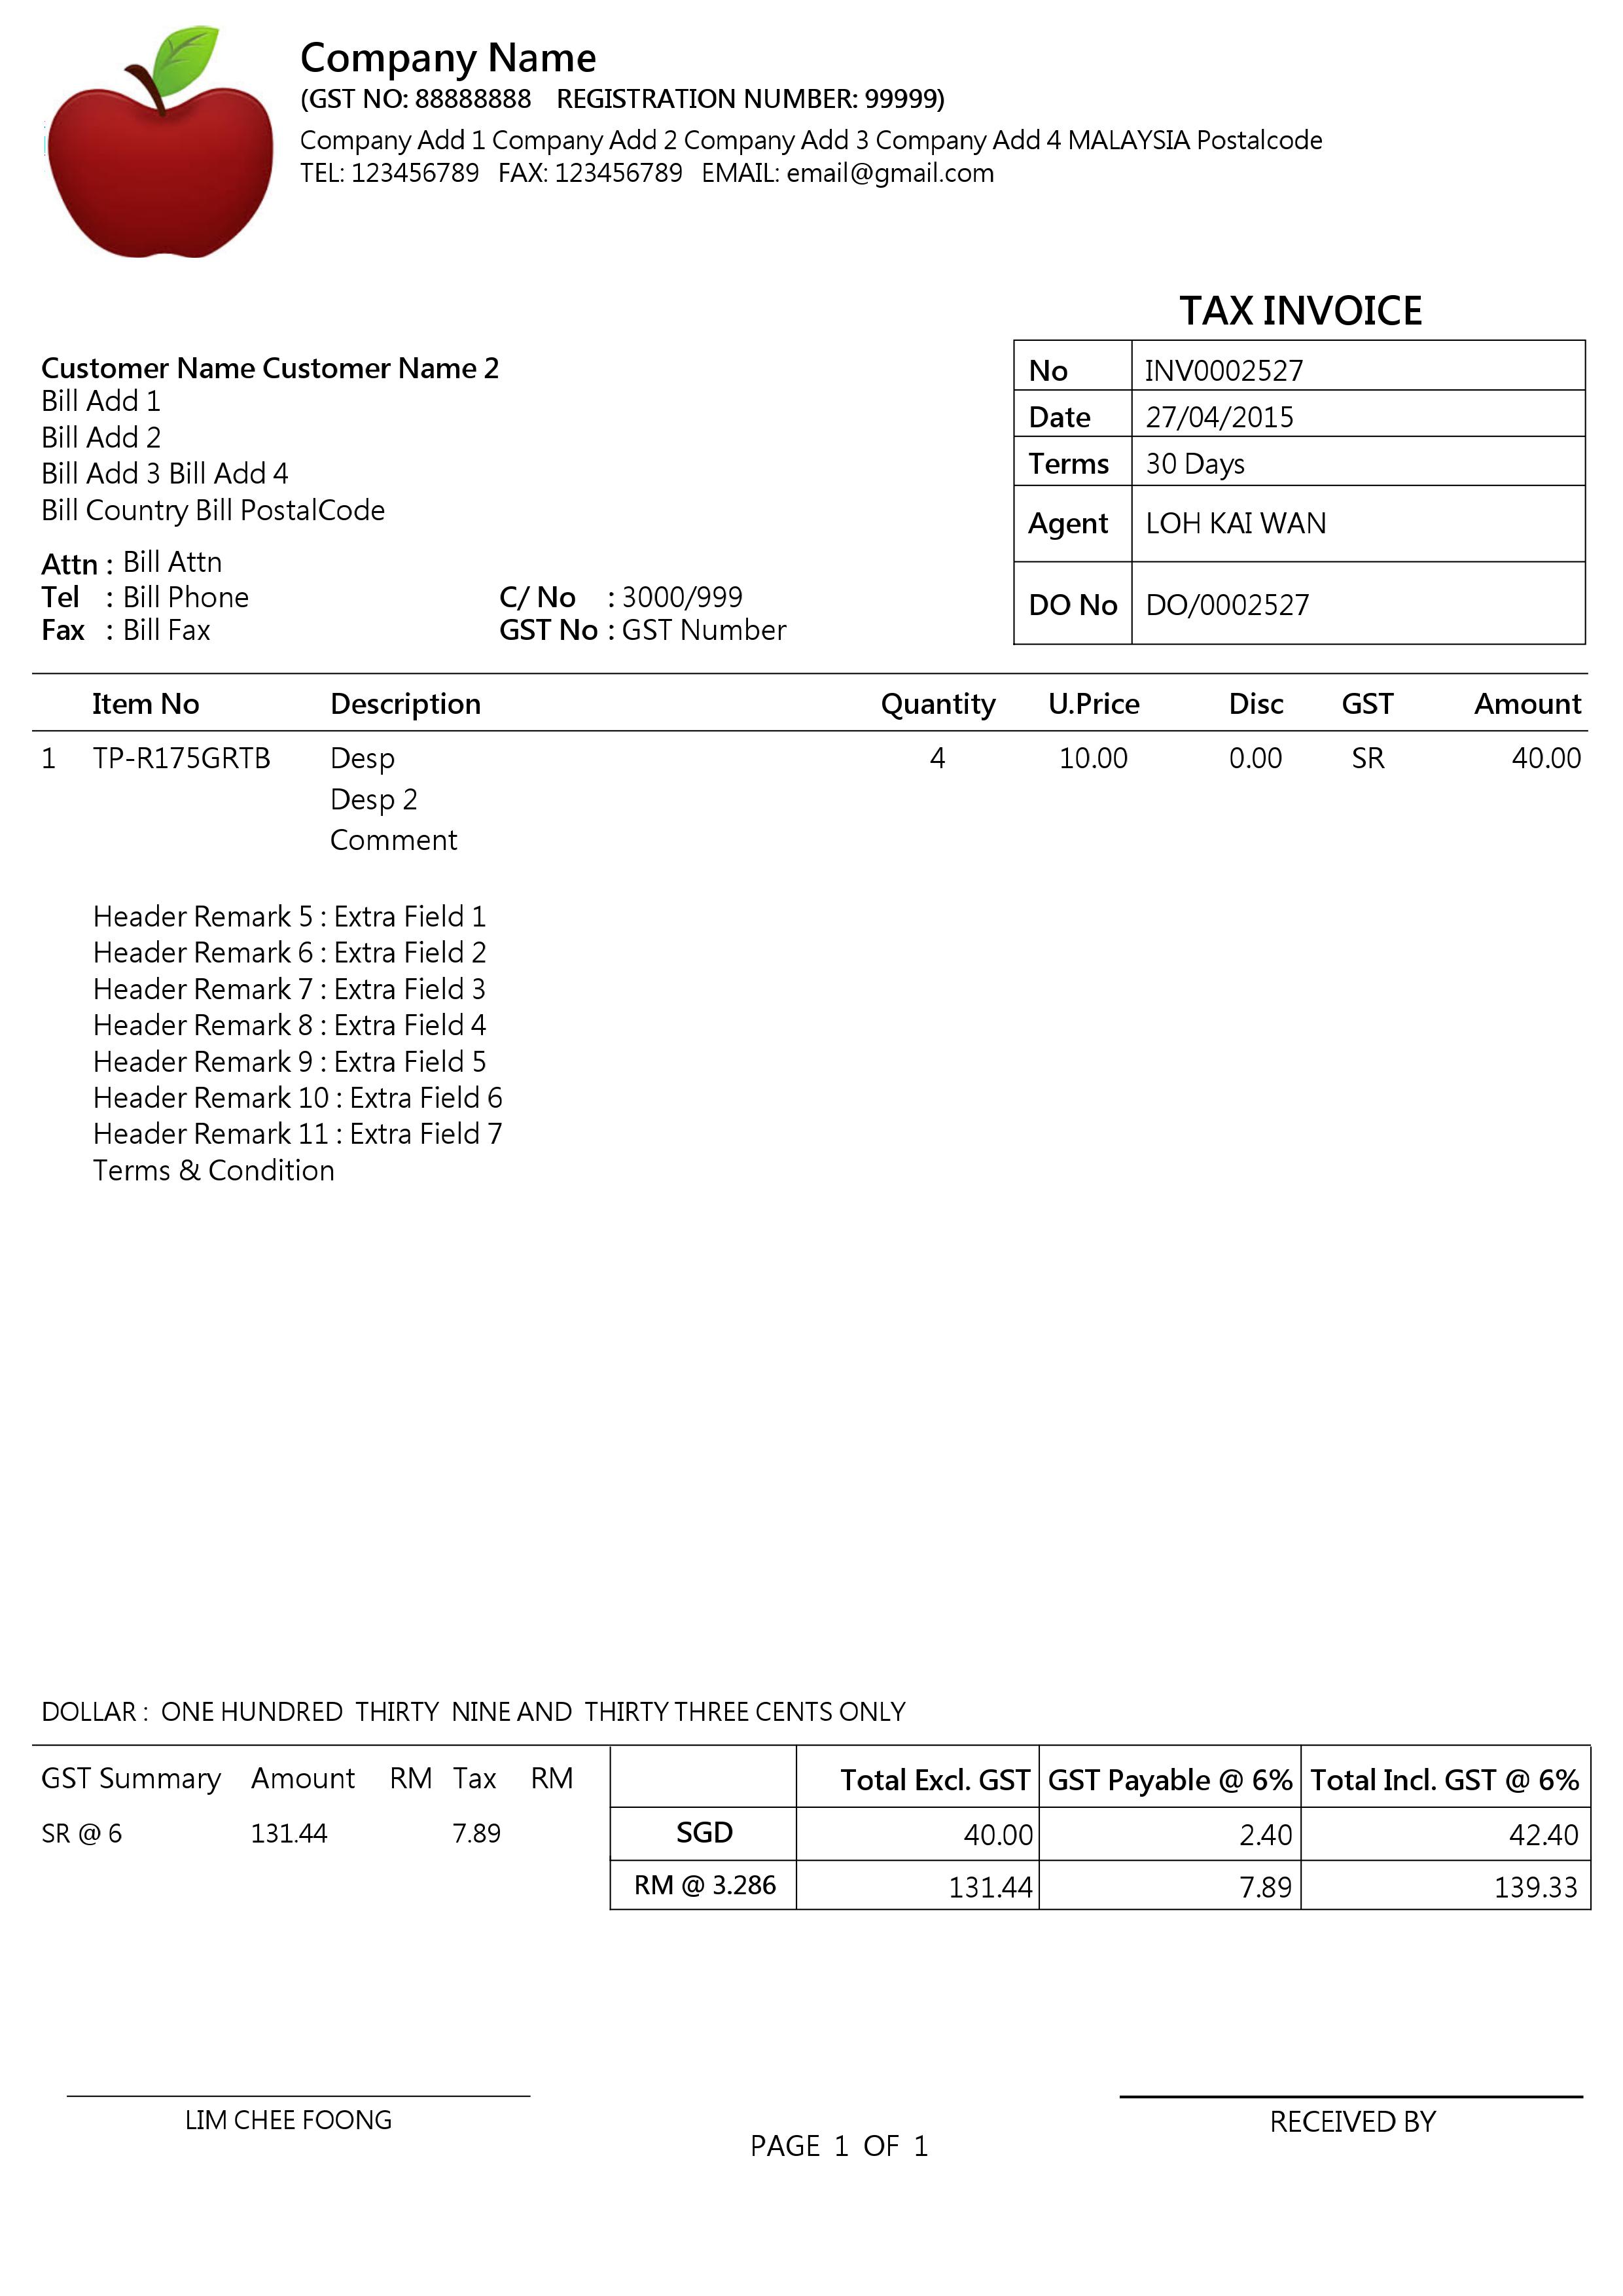 Company Name
(GST NO: 88888888 REGISTRATION NUMBER: 99999)
Company Add 1 Company Add 2 Company Add 3 Company Add 4 MALAYSIA Postalcode
TEL: 123456789 FAX: 123456789 EMAIL: email@gmail.com
TAX INVOICE
Customer Name Customer Name 2
Bill Add 1
Bill Add 2
Bill Add 3 Bill Add 4
Bill Country Bill PostalCode
Attn : Bill Attn
Tel : Bill Phone C/ No : 3000/999
Fax : Bill Fax GST No : GST Number
No INV0002527
Date 27/04/2015
Terms 30 Days
Agent LOH KAI WAN
DO No DO/0002527
Item No Description Quantity U.Price Disc GST Amount
1 TP-R175GRTB Desp 4 10.00 0.00 SR 40.00
Desp 2
Comment
Header Remark 5 : Extra Field 1
Header Remark 6 : Extra Field 2
Header Remark 7 : Extra Field 3
Header Remark 8 : Extra Field 4
Header Remark 9 : Extra Field 5
Header Remark 10 : Extra Field 6
Header Remark 11 : Extra Field 7
Terms & Condition
DOLLAR : ONE HUNDRED THIRTY NINE AND THIRTY THREE CENTS ONLY
GST Summary Amount RM Tax RM
SR @ 6 131.44 7.89
Total Excl. GST GST Payable @ 6% Total Incl. GST @ 6%
SGD 40.00 2.40 42.40
RM @ 3.286 131.44 7.89 139.33
LIM CHEE FOONG
RECEIVED BY
PAGE 1 OF 1